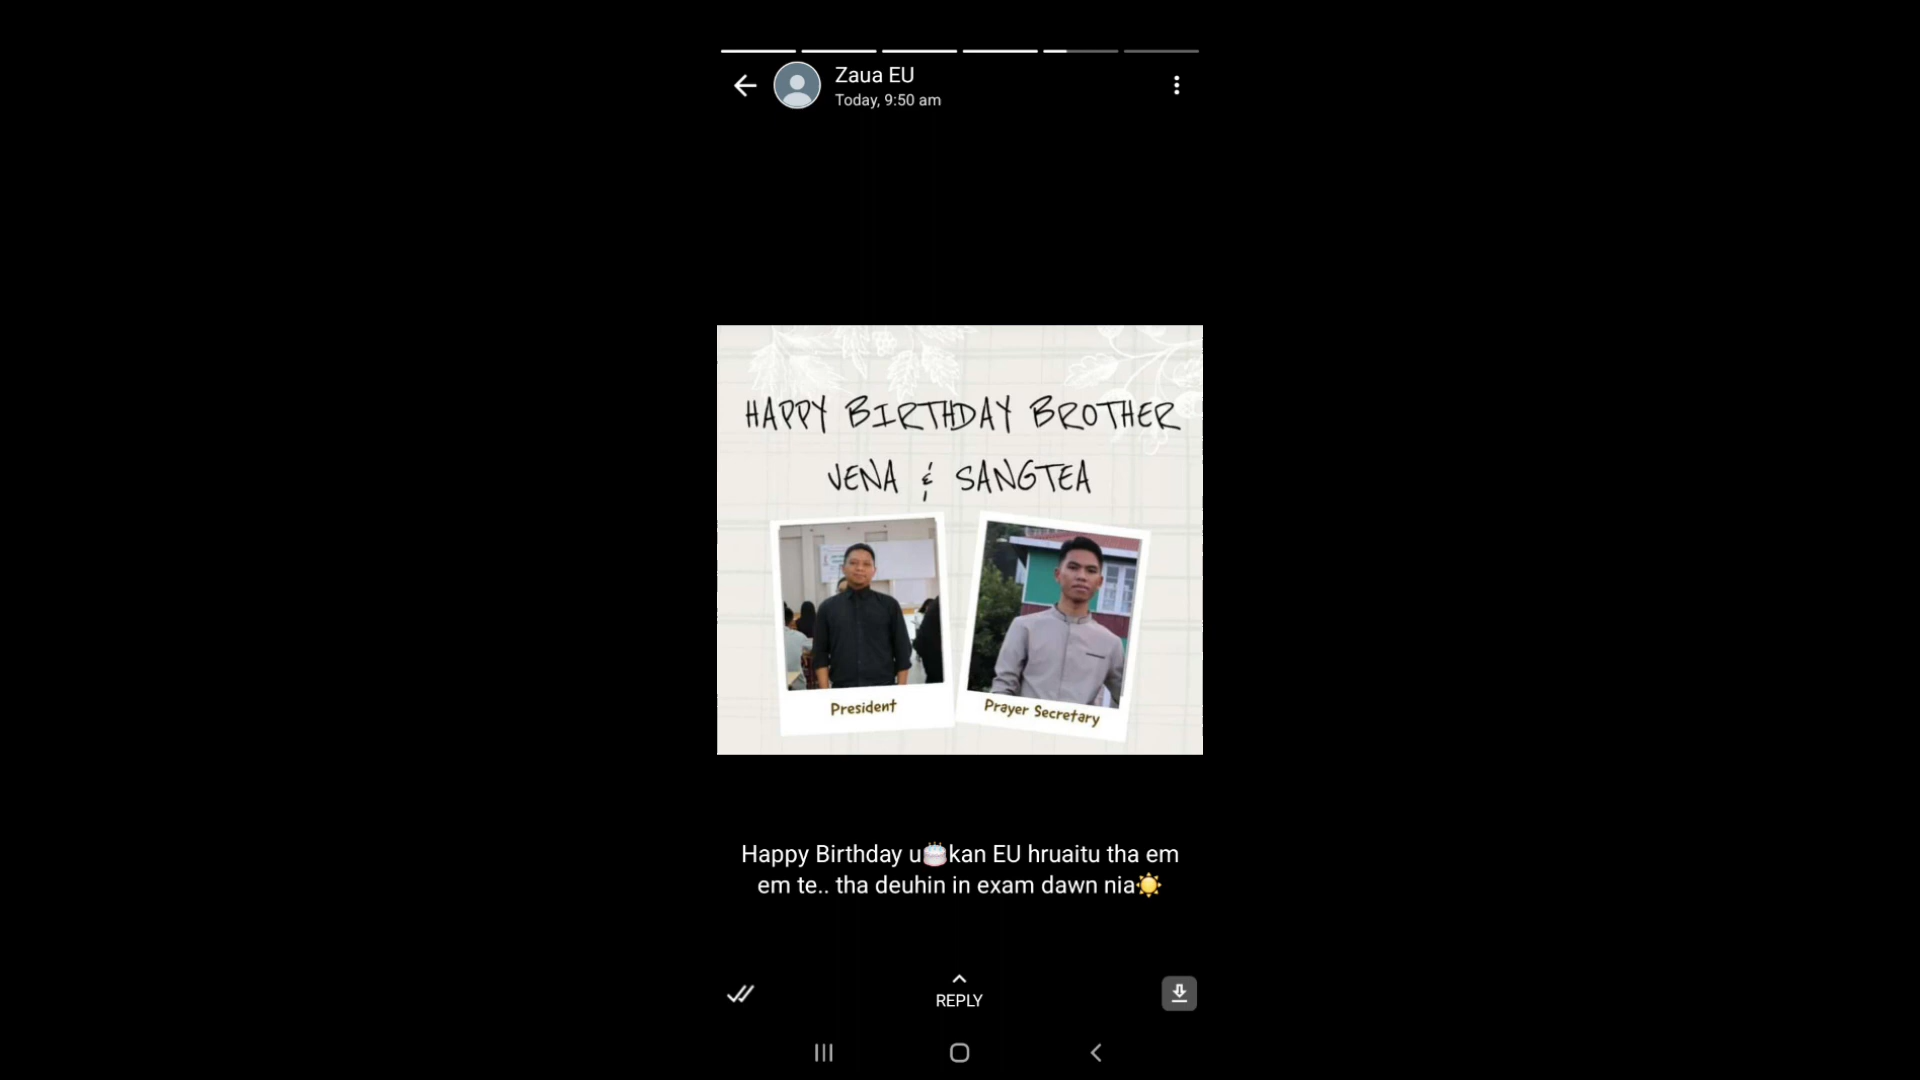 Zaua EU
Today, 9:50 am
HAPPY BIRTHDAY BROTHER
VENA & SANGTEA
President
Prayer Secretary
Happy Birthday u🎂kan EU hruaitu tha em
em te.. tha deuhin in exam dawn nia☀️
REPLY